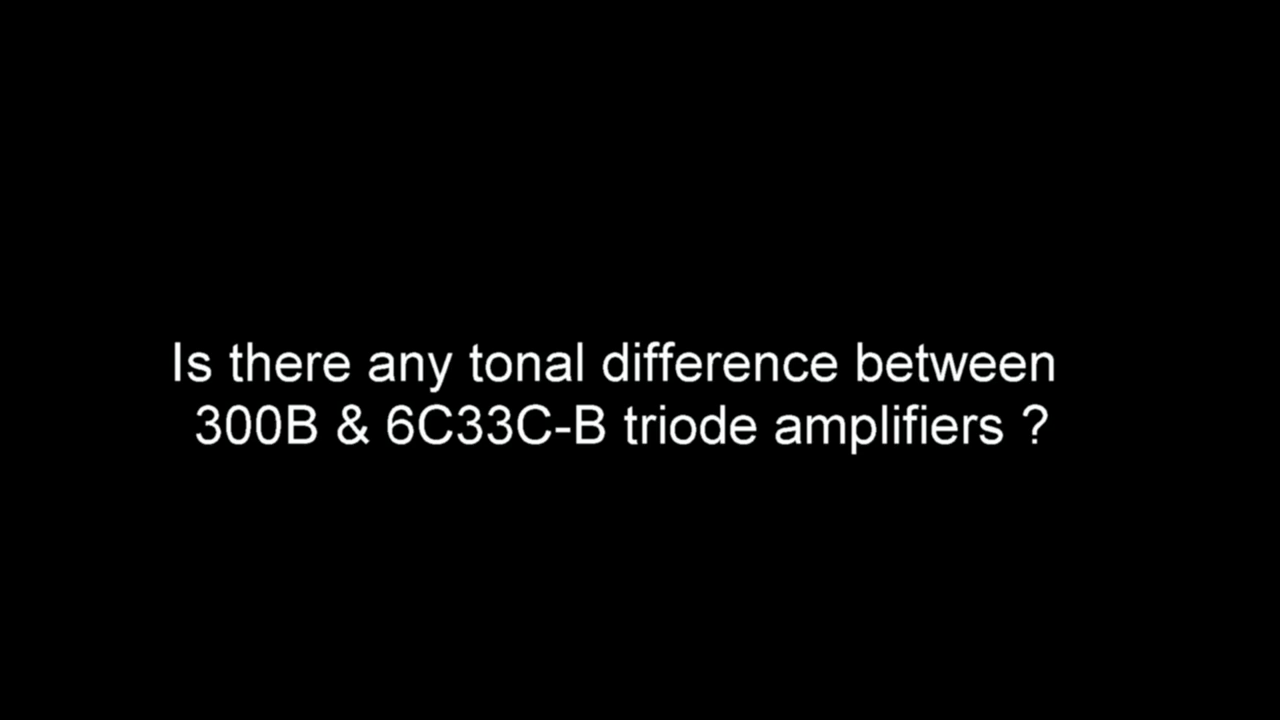 Is there any tonal difference between
300B & 6C33C-B triode amplifiers ?